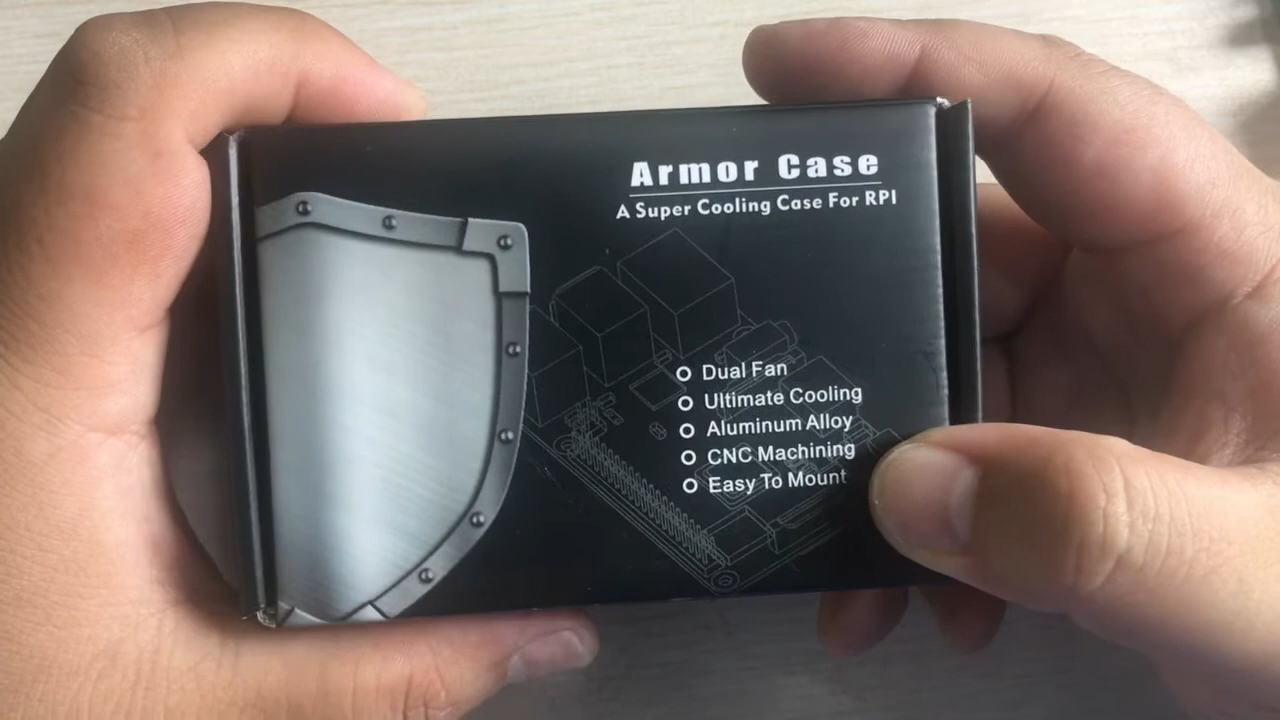 Armor Case
A Super Cooling Case For RPI
Dual Fan
Ultimate Cooling
Aluminum Alloy
CNC Machining
Easy To Mount